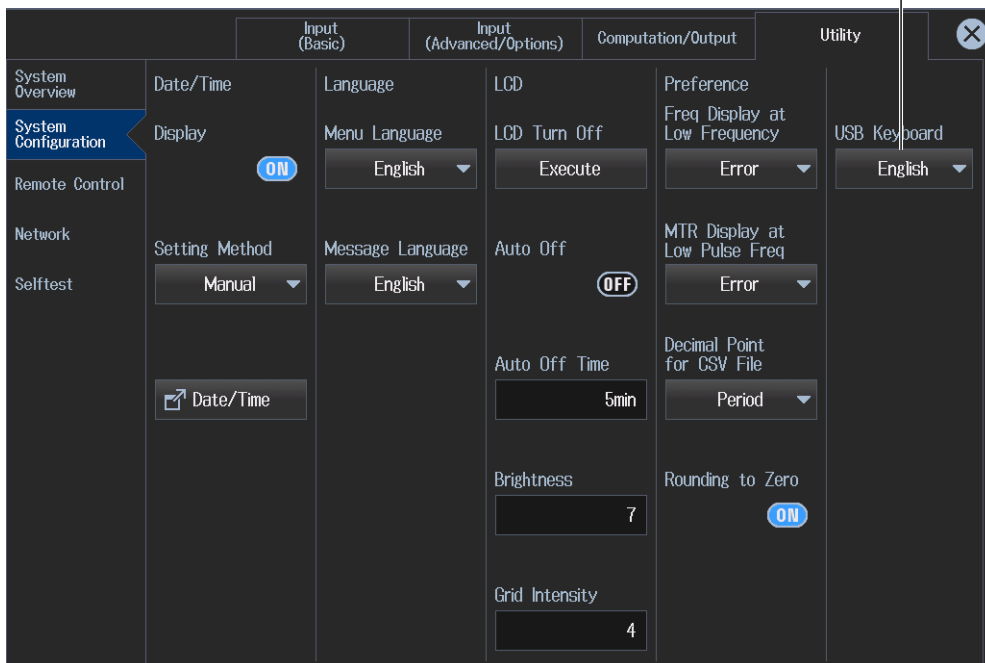 Input
(Basic)
Input
(Advanced/Options)
Computation/Output
Utility
System
Overview
System
Configuration
Remote Control
Network
Selftest
Date/Time
Display
ON
Setting Method
Manual
Date/Time
Language
Menu Language
English
Message Language
English
LCD
LCD Turn Off
Execute
Auto Off
OFF
Auto Off Time
5min
Brightness
7
Grid Intensity
4
Preference
Freq Display at
Low Frequency
Error
MTR Display at
Low Pulse Freq
Error
Decimal Point
for CSV File
Period
Rounding to Zero
ON
USB Keyboard
English